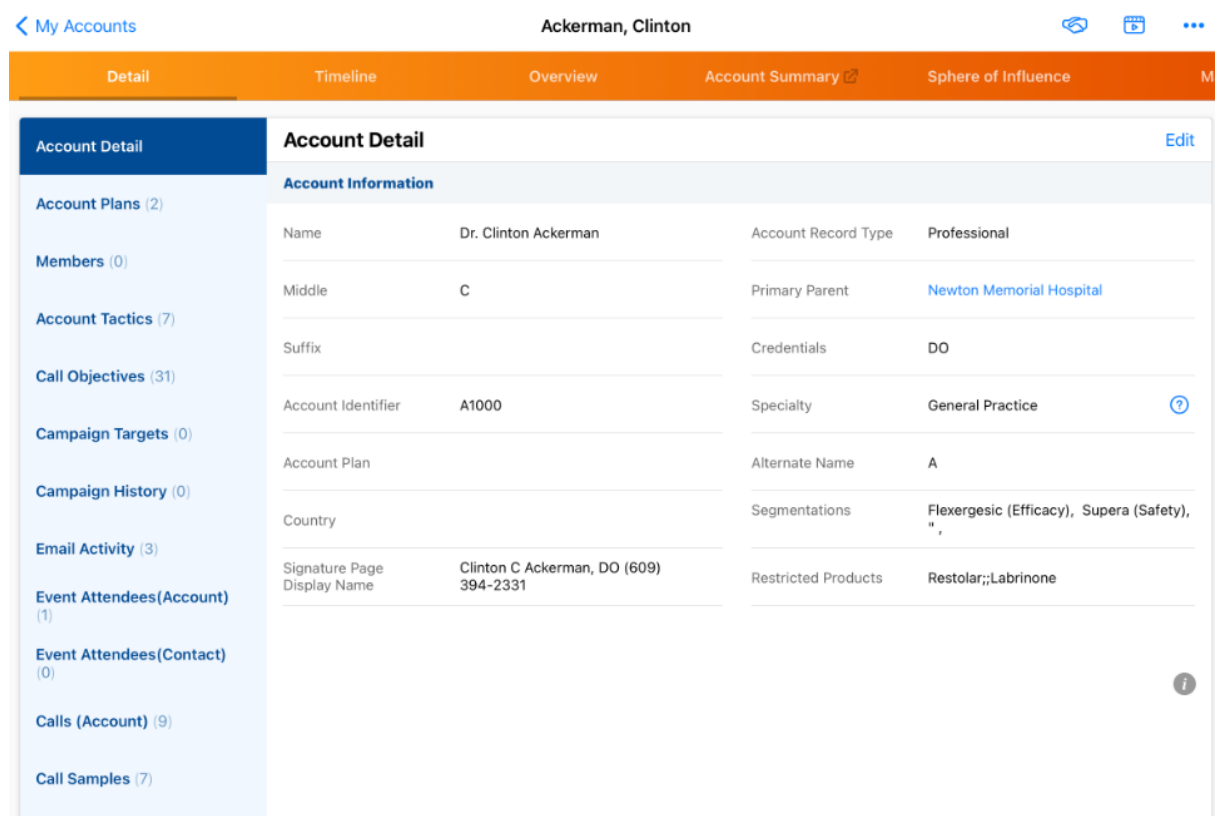 My Accounts
Ackerman, Clinton
Detail
Timeline
Overview
Account Summary
Sphere of Influence
M
Account Detail
Account Plans (2)
Members (0)
Account Tactics (7)
Call Objectives (31)
Campaign Targets (0)
Campaign History (0)
Email Activity (3)
Event Attendees(Account)
(1)
Event Attendees(Contact)
(0)
Calls (Account) (9)
Call Samples (7)
Account Detail
Edit
Account Information
Name Dr. Clinton Ackerman
Account Record Type Professional
Middle C
Primary Parent Newton Memorial Hospital
Suffix
Credentials DO
Account Identifier A1000
Specialty General Practice ?
Account Plan
Alternate Name A
Country
Segmentations Flexergesic (Efficacy), Supera (Safety),
" ,
Signature Page
Display Name
Clinton C Ackerman, DO (609)
394-2331
Restricted Products Restolar;;Labrinone
i